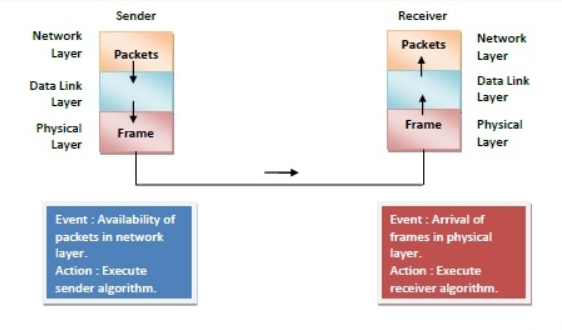 Sender
Network
Layer
Packets
Data Link
Layer
Physical
Layer
Frame
Receiver
Packets
Network
Layer
Data Link
Layer
Frame
Physical
Layer
Event : Availability of
packets in network
layer.
Action : Execute
sender algorithm.
Event : Arrival of
frames in physical
layer.
Action : Execute
receiver algorithm.